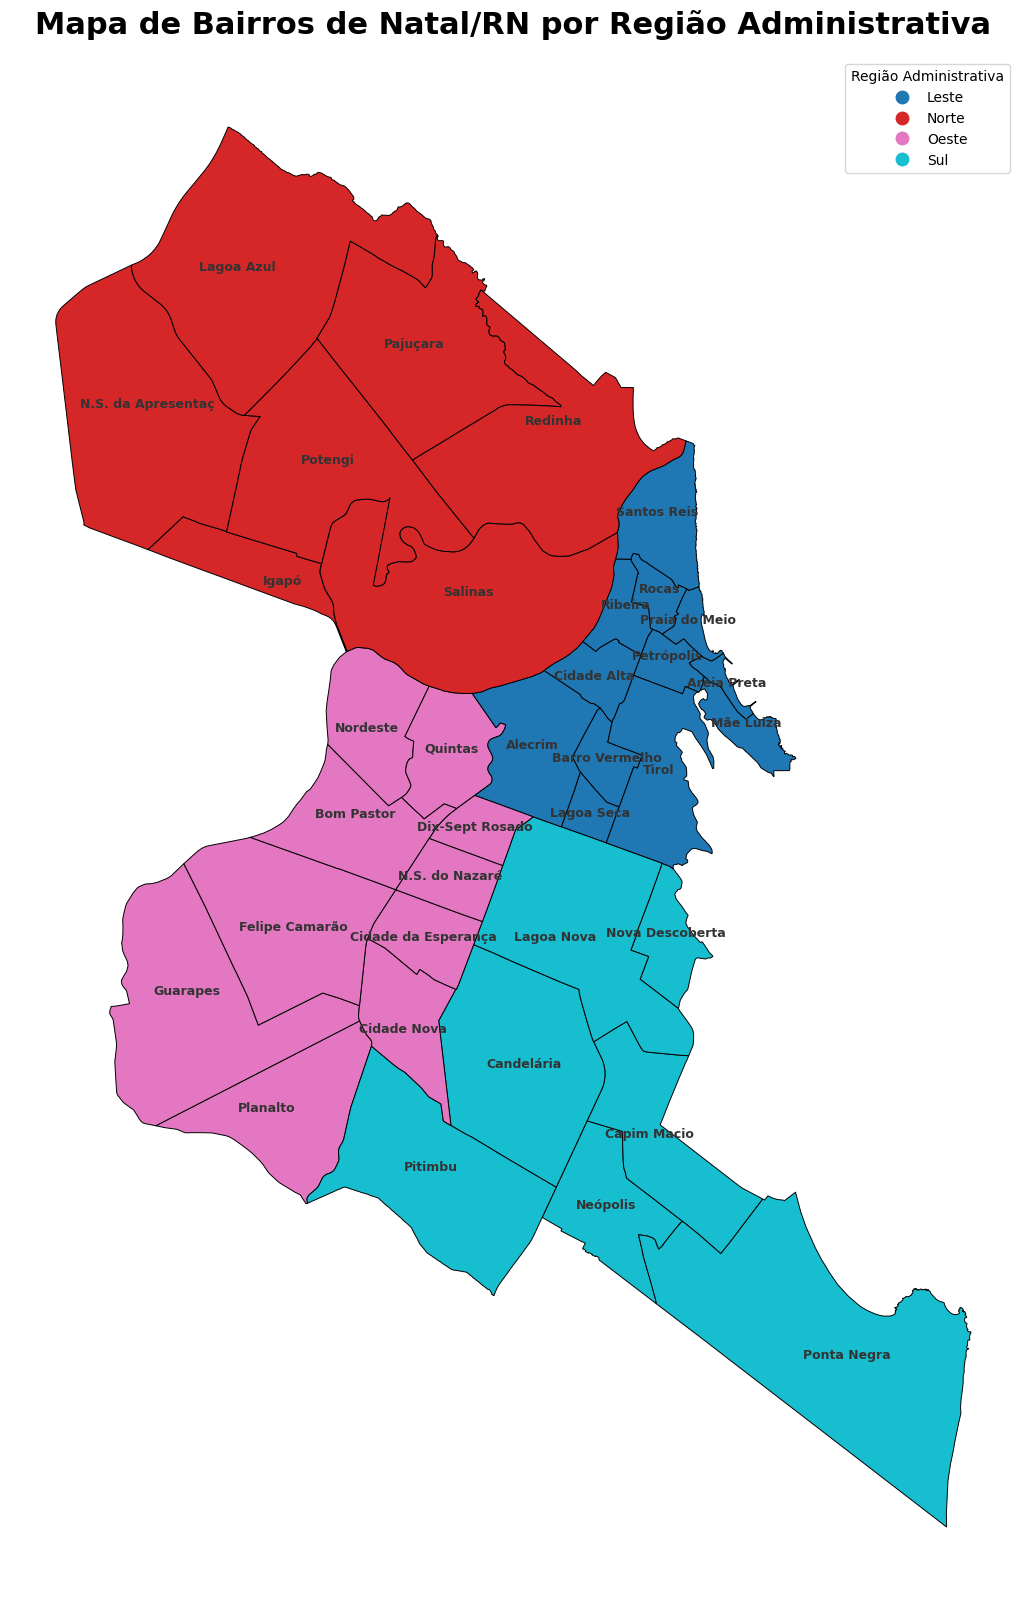 Mapa de Bairros de Natal/RN por Região Administrativa
Região Administrativa
Leste
Norte
Oeste
Sul
Lagoa Azul
Pajuçara
N.S. da Apresentaç
Redinha
Potengi
Santos Reis
Igapó
Salinas
Rocas
Ribeira
Praia do Meio
Petrópolis
Cidade Alta
Areia Preta
Mãe Luiza
Nordeste
Quintas
Alecrim
Barro Vermelho
Tirol
Bom Pastor
Lagoa Seca
Dix-Sept Rosado
N.S. do Nazaré
Felipe Camarão
Cidade da Esperança
Lagoa Nova
Nova Descoberta
Guarapes
Cidade Nova
Candelária
Planalto
Capim Macio
Pitimbu
Neópolis
Ponta Negra